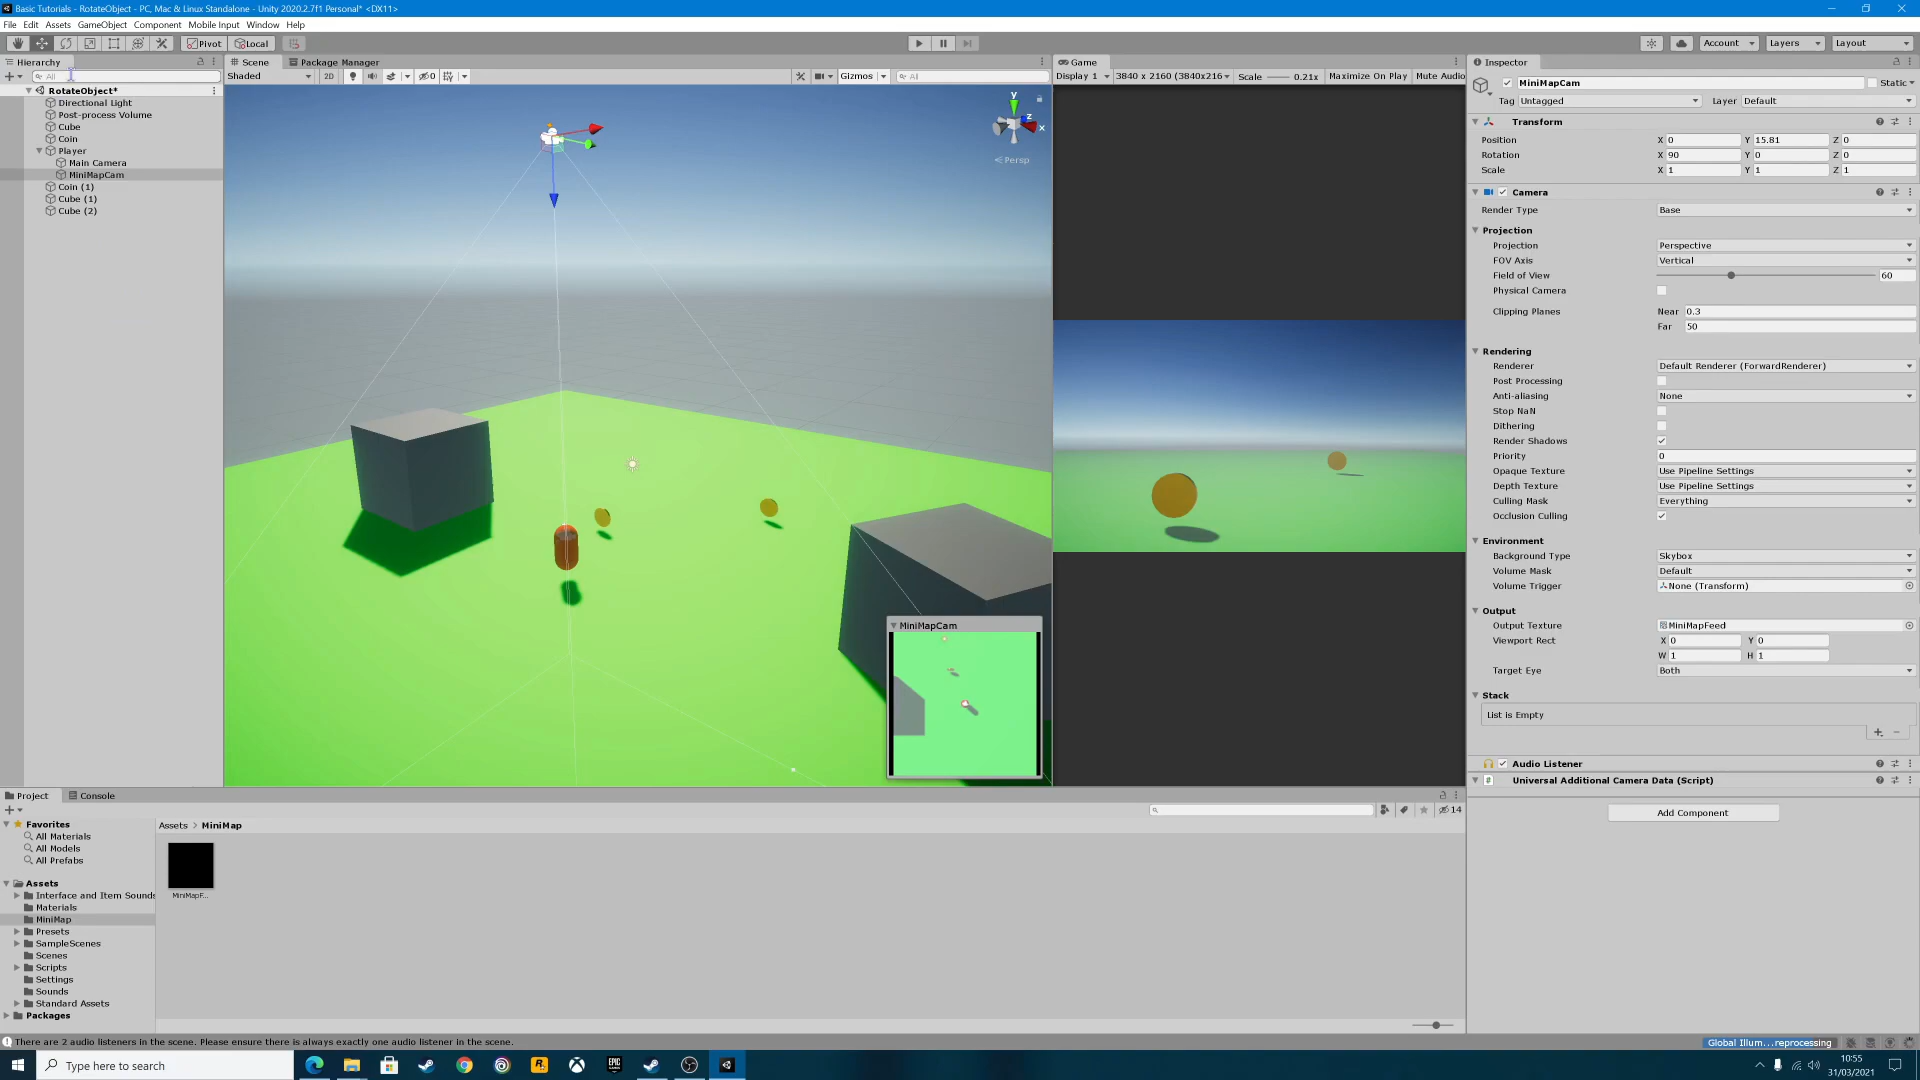 Basic Tutorials - RotateObject - PC, Mac & Linux Standalone - Unity 2020.2.7f1 Personal* <DX11>
File Edit Assets GameObject Component Mobile Input Window Help
Pivot Local Account Layers Layout
Hierarchy
All
RotateObject*
Directional Light
Post-process Volume
Cube
Coin
Player
Main Camera
MiniMapCam
Coin (1)
Cube (1)
Cube (2)
Scene Package Manager
Shaded 2D 0 Gizmos All
y
z
x
Persp
MiniMapCam
Game
Display 1 3840 x 2160 (3840x216 Scale 0.21x Maximize On Play Mute Audio
Inspector
MiniMapCam Static
Tag Untagged Layer Default
Transform
Position X 0 Y 15.81 Z 0
Rotation X 90 Y 0 Z 0
Scale X 1 Y 1 Z 1
Camera
Render Type Base
Projection
Projection Perspective
FOV Axis Vertical
Field of View 60
Physical Camera
Clipping Planes Near 0.3
Far 50
Rendering
Renderer Default Renderer (ForwardRenderer)
Post Processing
Anti-aliasing None
Stop NaN
Dithering
Render Shadows
Priority 0
Opaque Texture Use Pipeline Settings
Depth Texture Use Pipeline Settings
Culling Mask Everything
Occlusion Culling
Environment
Background Type Skybox
Volume Mask Default
Volume Trigger None (Transform)
Output
Output Texture MiniMapFeed
Viewport Rect X 0 Y 0
W 1 H 1
Target Eye Both
Stack
List is Empty
Audio Listener
Universal Additional Camera Data (Script)
Add Component
Project Console
14
Favorites
All Materials
All Models
All Prefabs
Assets
Interface and Item Sounds
Materials
MiniMap
Presets
SampleScenes
Scenes
Scripts
Settings
Sounds
Standard Assets
Packages
Assets > MiniMap
MiniMapF...
There are 2 audio listeners in the scene. Please ensure there is always exactly one audio listener in the scene.
Global Illum...reprocessing
Type here to search
EPIC GAMES
10:55
31/03/2021